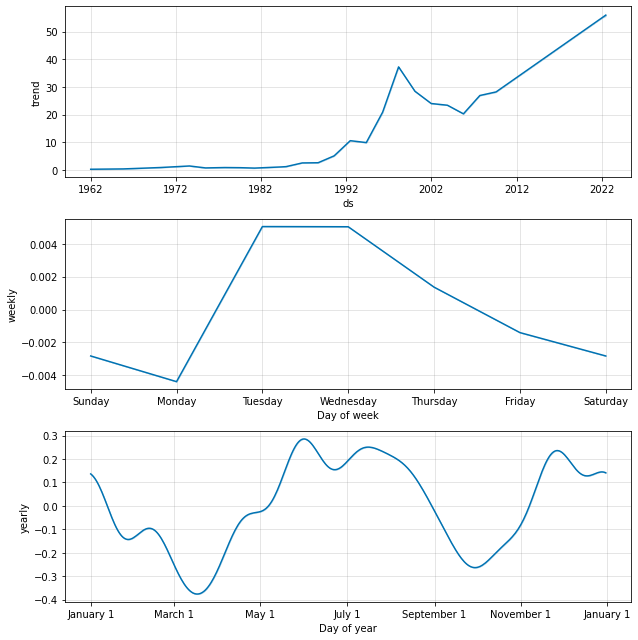 50
40
30
20
10
0
trend
1962 1972 1982 1992 2002 2012 2022
ds
0.004
0.002
0.000
−0.002
−0.004
weekly
Sunday Monday Tuesday Wednesday Thursday Friday Saturday
Day of week
0.3
0.2
0.1
0.0
−0.1
−0.2
−0.3
−0.4
yearly
January 1 March 1 May 1 July 1 September 1 November 1 January 1
Day of year